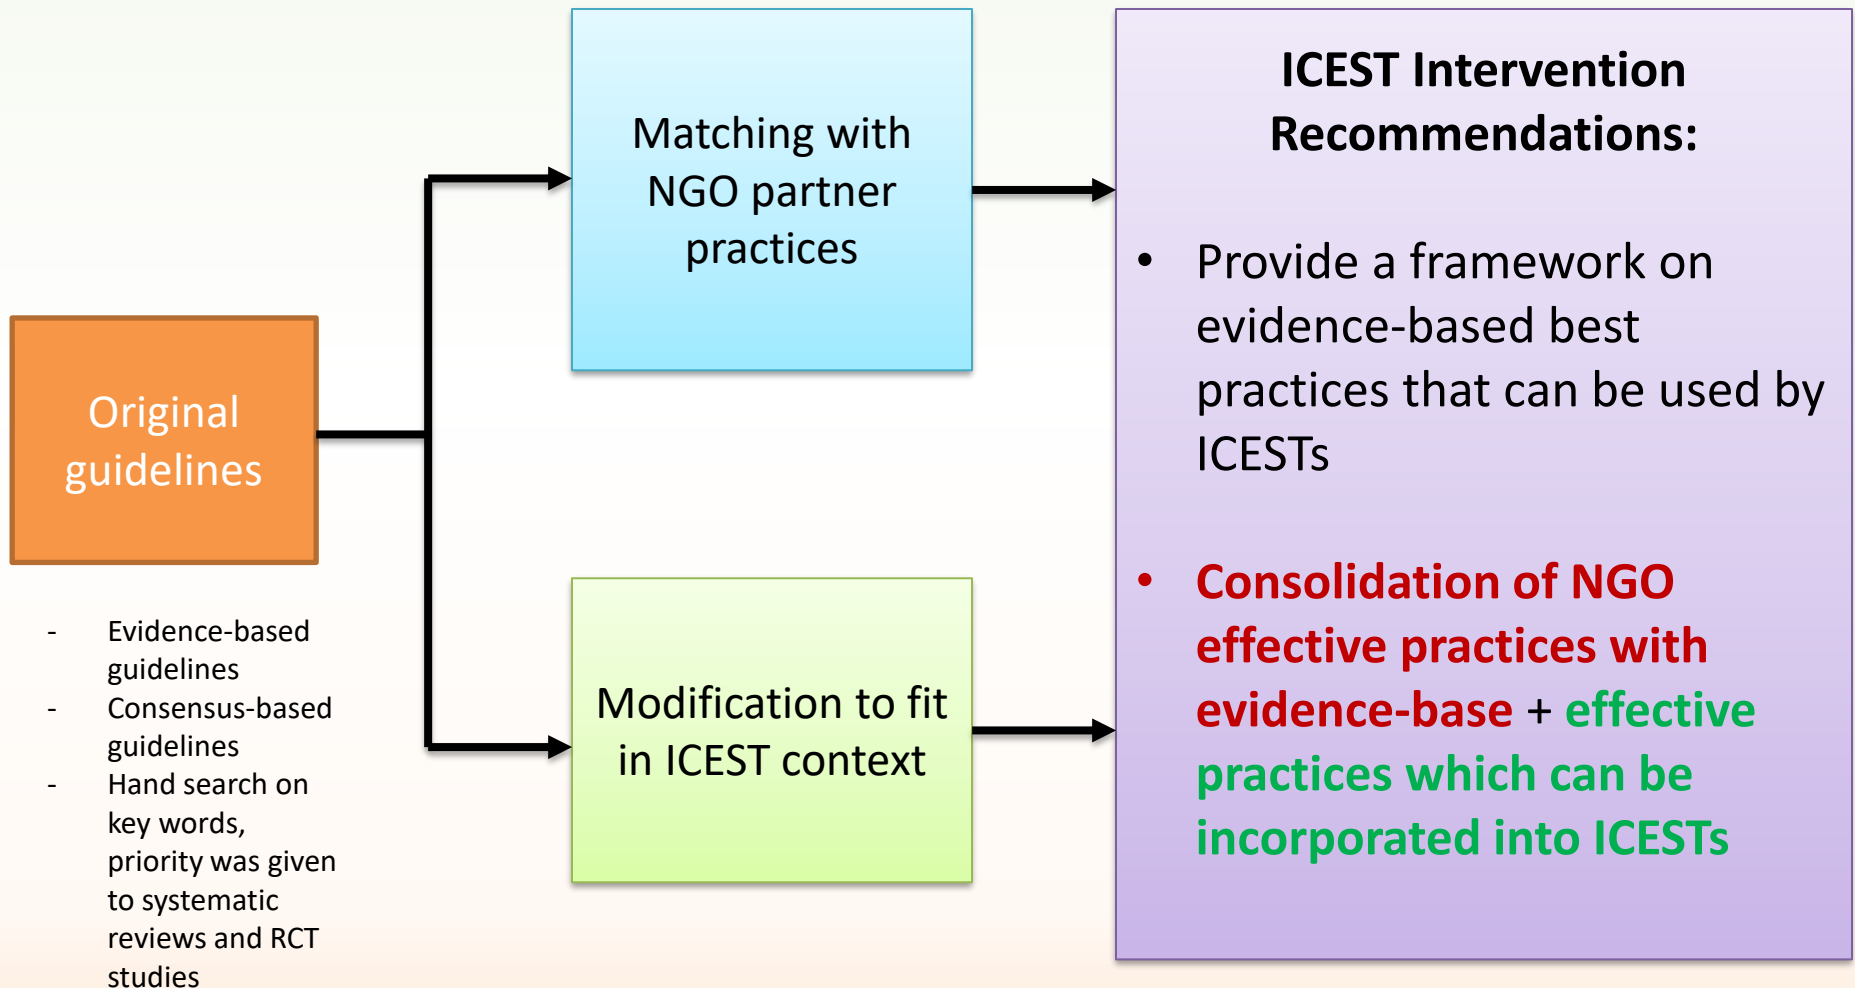 Original
guidelines
- Evidence-based
guidelines
- Consensus-based
guidelines
- Hand search on
key words,
priority was given
to systematic
reviews and RCT
studies
Matching with
NGO partner
practices
Modification to fit
in ICEST context
ICEST Intervention
Recommendations:
• Provide a framework on
evidence-based best
practices that can be used by
ICESTs
• Consolidation of NGO
effective practices with
evidence-base + effective
practices which can be
incorporated into ICESTs